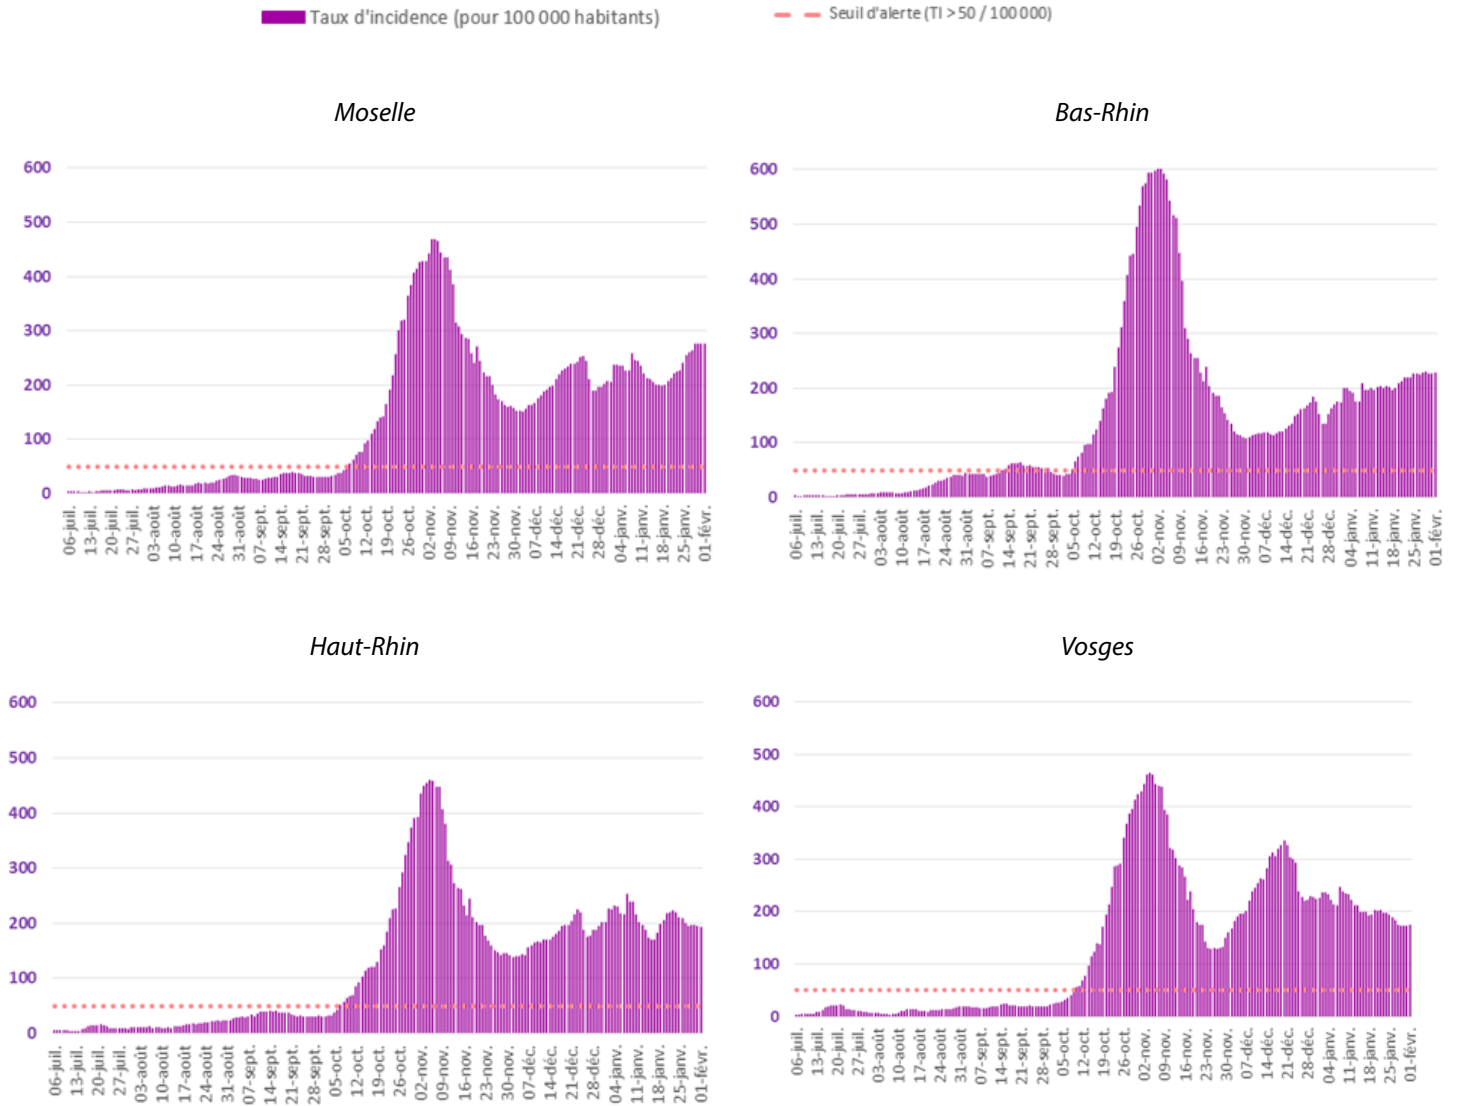 Taux d'incidence (pour 100 000 habitants)
Seuil d'alerte (TI > 50 / 100 000)
Moselle
600
500
400
300
200
100
0
06-juil.
13-juil.
20-juil.
27-juil.
03-août
10-août
17-août
24-août
31-août
07-sept.
14-sept.
21-sept.
28-sept.
05-oct.
12-oct.
19-oct.
26-oct.
02-nov.
09-nov.
16-nov.
23-nov.
30-nov.
07-déc.
14-déc.
21-déc.
28-déc.
04-janv.
11-janv.
18-janv.
25-janv.
01-févr.
Bas-Rhin
600
500
400
300
200
100
0
06-juil.
13-juil.
20-juil.
27-juil.
03-août
10-août
17-août
24-août
31-août
07-sept.
14-sept.
21-sept.
28-sept.
05-oct.
12-oct.
19-oct.
26-oct.
02-nov.
09-nov.
16-nov.
23-nov.
30-nov.
07-déc.
14-déc.
21-déc.
28-déc.
04-janv.
11-janv.
18-janv.
25-janv.
01-févr.
Haut-Rhin
600
500
400
300
200
100
0
06-juil.
13-juil.
20-juil.
27-juil.
03-août
10-août
17-août
24-août
31-août
07-sept.
14-sept.
21-sept.
28-sept.
05-oct.
12-oct.
19-oct.
26-oct.
02-nov.
09-nov.
16-nov.
23-nov.
30-nov.
07-déc.
14-déc.
21-déc.
28-déc.
04-janv.
11-janv.
18-janv.
25-janv.
01-févr.
Vosges
600
500
400
300
200
100
0
06-juil.
13-juil.
20-juil.
27-juil.
03-août
10-août
17-août
24-août
31-août
07-sept.
14-sept.
21-sept.
28-sept.
05-oct.
12-oct.
19-oct.
26-oct.
02-nov.
09-nov.
16-nov.
23-nov.
30-nov.
07-déc.
14-déc.
21-déc.
28-déc.
04-janv.
11-janv.
18-janv.
25-janv.
01-févr.